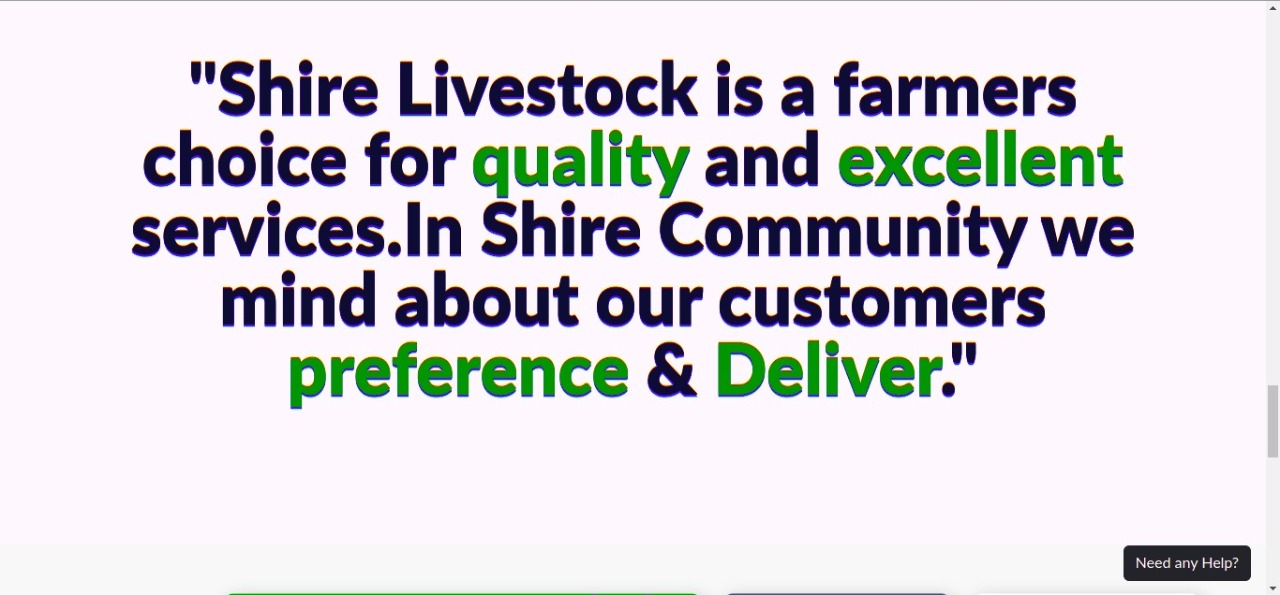 "Shire Livestock is a farmers
choice for quality and excellent
services.In Shire Community we
mind about our customers
preference & Deliver."
Need any Help?